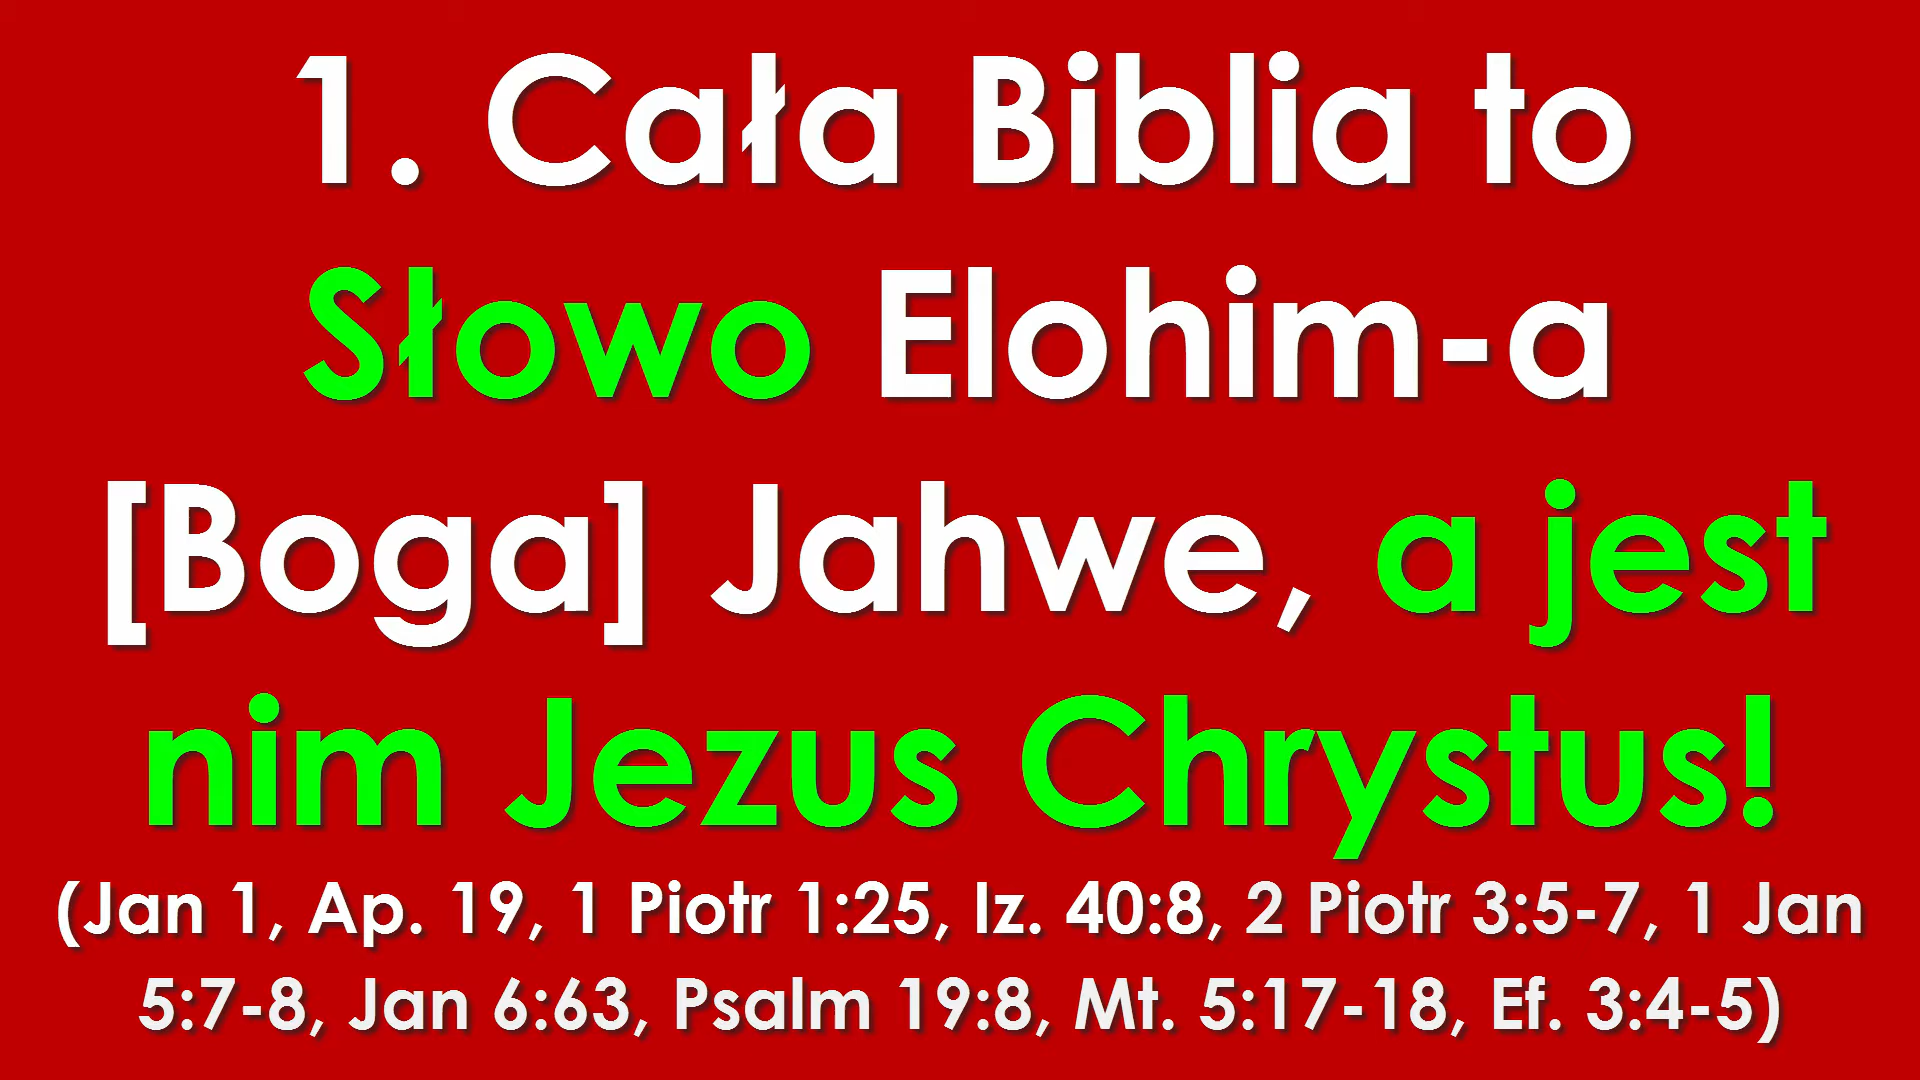 1. Cała Biblia to
Słowo Elohim-a
[Boga] Jahwe, a jest
nim Jezus Chrystus!
(Jan 1, Ap. 19, 1 Piotr 1:25, Iz. 40:8, 2 Piotr 3:5-7, 1 Jan
5:7-8, Jan 6:63, Psalm 19:8, Mt. 5:17-18, Ef. 3:4-5)